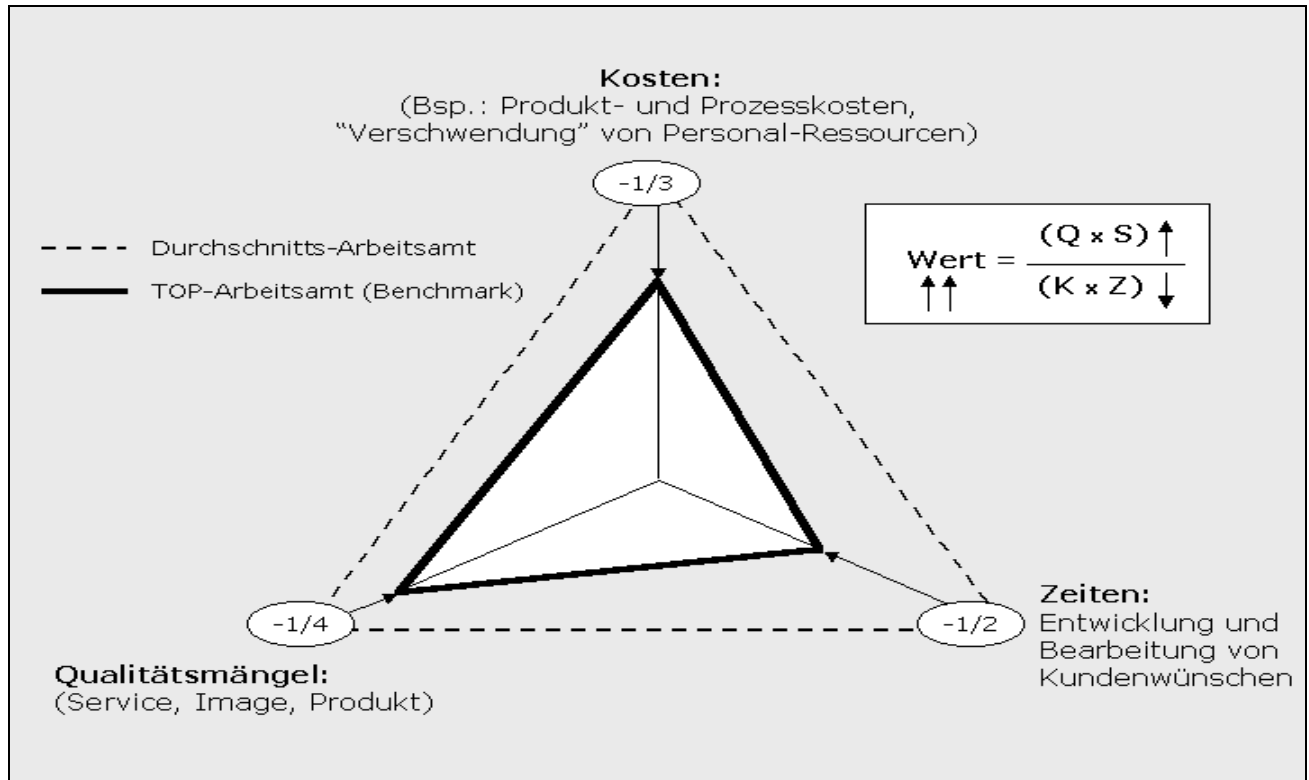 Kosten:
(Bsp.: Produkt- und Prozesskosten,
“Verschwendung” von Personal-Ressourcen)
-1/3
Durchschnitts-Arbeitsamt
TOP-Arbeitsamt (Benchmark)
(Q x S) ↑
Wert =
↑↑
(K x Z) ↓
-1/4
-1/2
Zeiten:
Entwicklung und
Bearbeitung von
Kundenwünschen
Qualitätsmängel:
(Service, Image, Produkt)